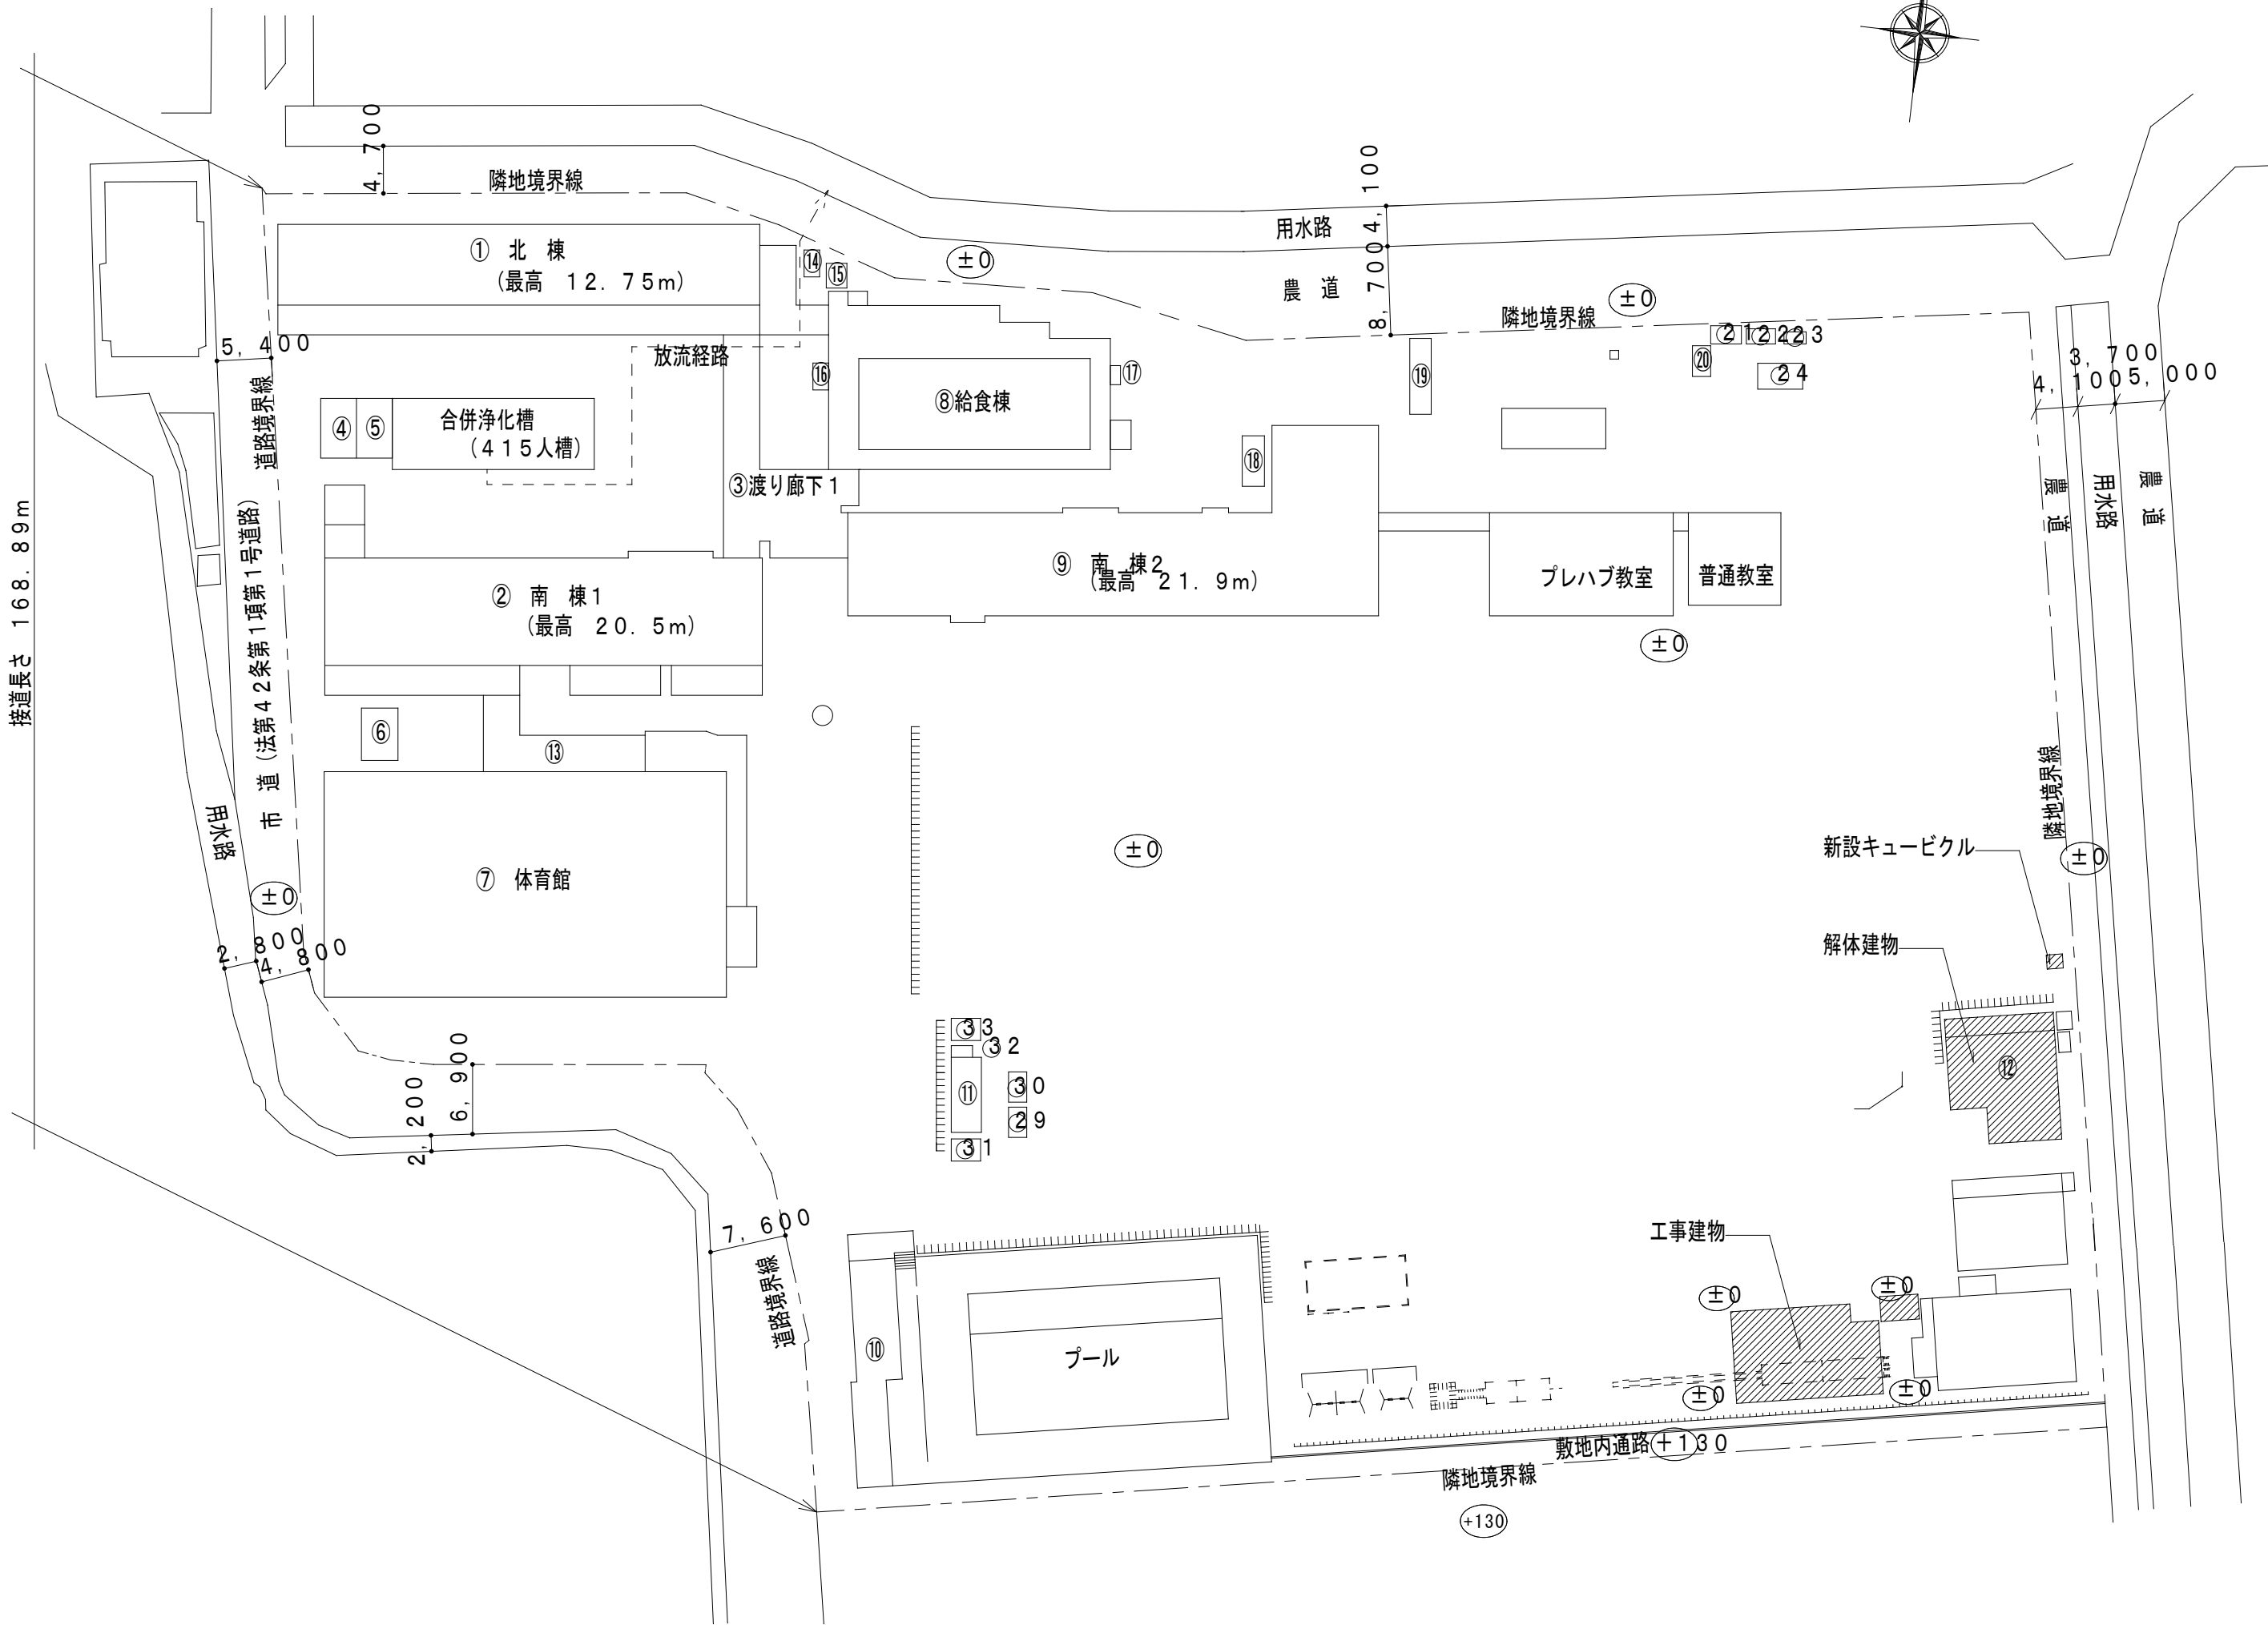 4,700
隣地境界線
① 北 棟
(最高 12.75m)
⑭
⑮
±0
用水路
4,100
農 道
8,700
±0
隣地境界線
21
22
23
⑳
24
⑲
5,400
道路境界線
放流経路
⑯
⑰
⑧給食棟
④
⑤
合併浄化槽
(415人槽)
③渡り廊下1
⑱
3,700
4,100
5,000
農 道
用水路
農 道
接道長さ 168.89m
市 道 (法第42条第1項第1号道路)
② 南 棟1
(最高 20.5m)
⑨ 南 棟2
(最高 21.9m)
プレハブ教室
普通教室
±0
⑥
⑬
用水路
⑦ 体育館
±0
±0
隣地境界線
±0
新設キュービクル
解体建物
⑫
2,800
4,800
33
32
⑪
30
29
31
2,200
6,900
7,600
道路境界線
⑩
プール
工事建物
±0
±0
±0
±0
敷地内通路 +130
隣地境界線
+130